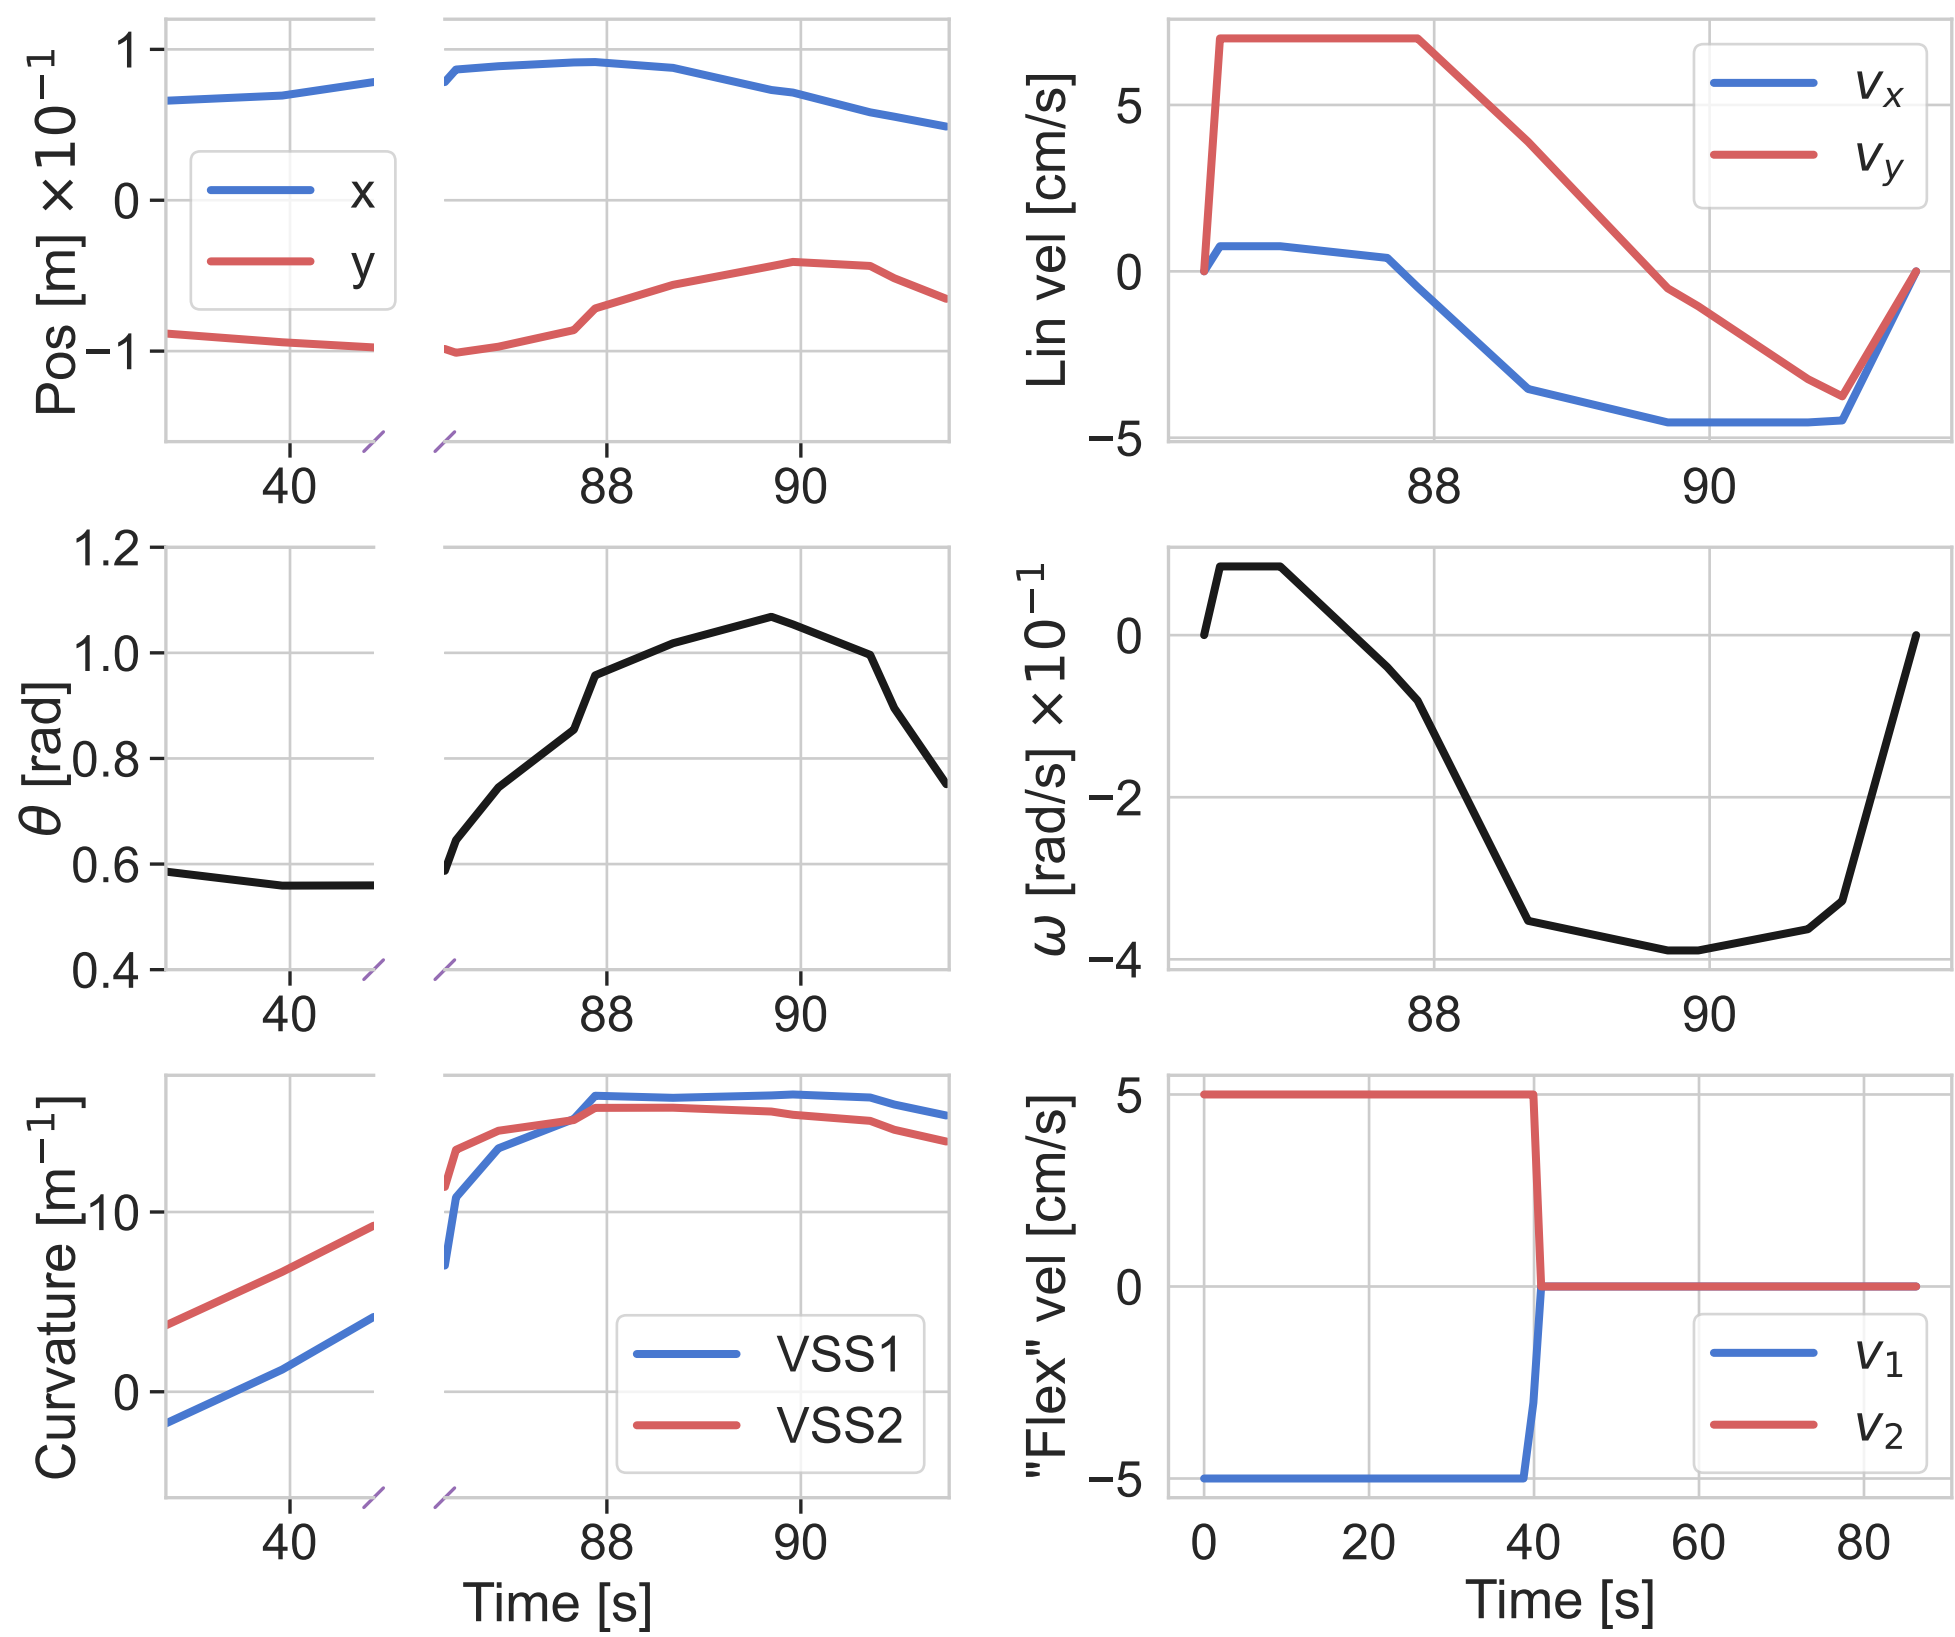 Pos [m] ×10⁻¹
1
0
−1
x
y
40
88
90
Lin vel [cm/s]
5
0
−5
vₓ
v_y
88
90
θ [rad]
1.2
1.0
0.8
0.6
0.4
40
88
90
ω [rad/s] ×10⁻¹
0
−2
−4
88
90
Curvature [m⁻¹]
10
0
VSS1
VSS2
40
88
90
Time [s]
"Flex" vel [cm/s]
5
0
−5
v₁
v₂
0
20
40
60
80
Time [s]